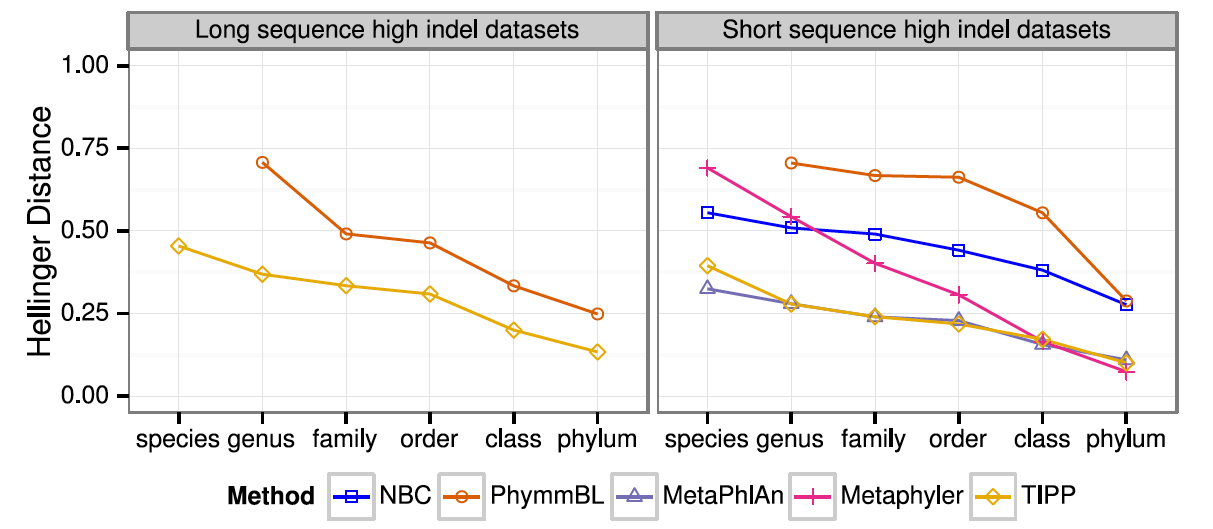 Long sequence high indel datasets
Short sequence high indel datasets
Hellinger Distance
1.00
0.75
0.50
0.25
0.00
species genus family order class phylum
species genus family order class phylum
Method NBC PhymmBL MetaPhlAn Metaphyler TIPP